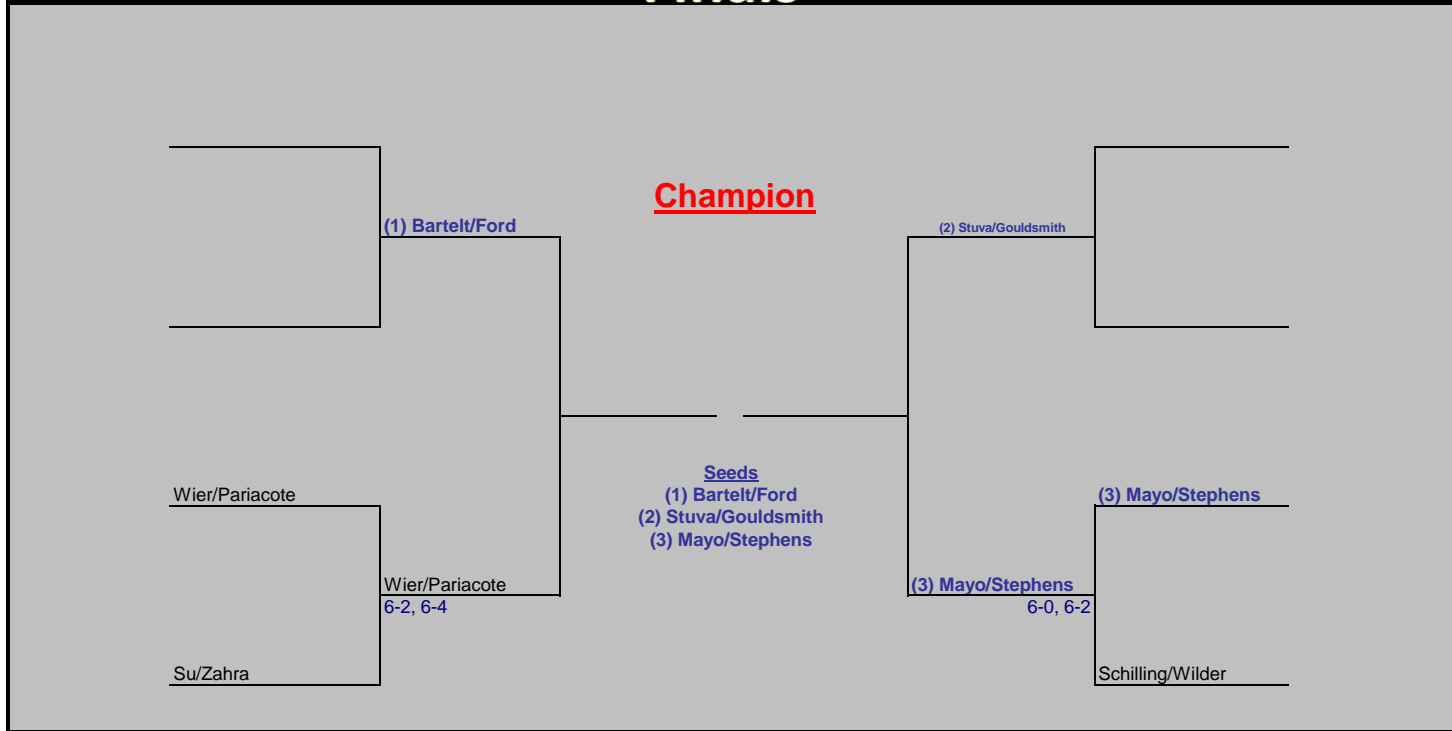 Champion
(1) Bartelt/Ford
(2) Stuva/Gouldsmith
Seeds
(1) Bartelt/Ford
(2) Stuva/Gouldsmith
(3) Mayo/Stephens
Wier/Pariacote
(3) Mayo/Stephens
Wier/Pariacote
6-2, 6-4
(3) Mayo/Stephens
6-0, 6-2
Su/Zahra
Schilling/Wilder